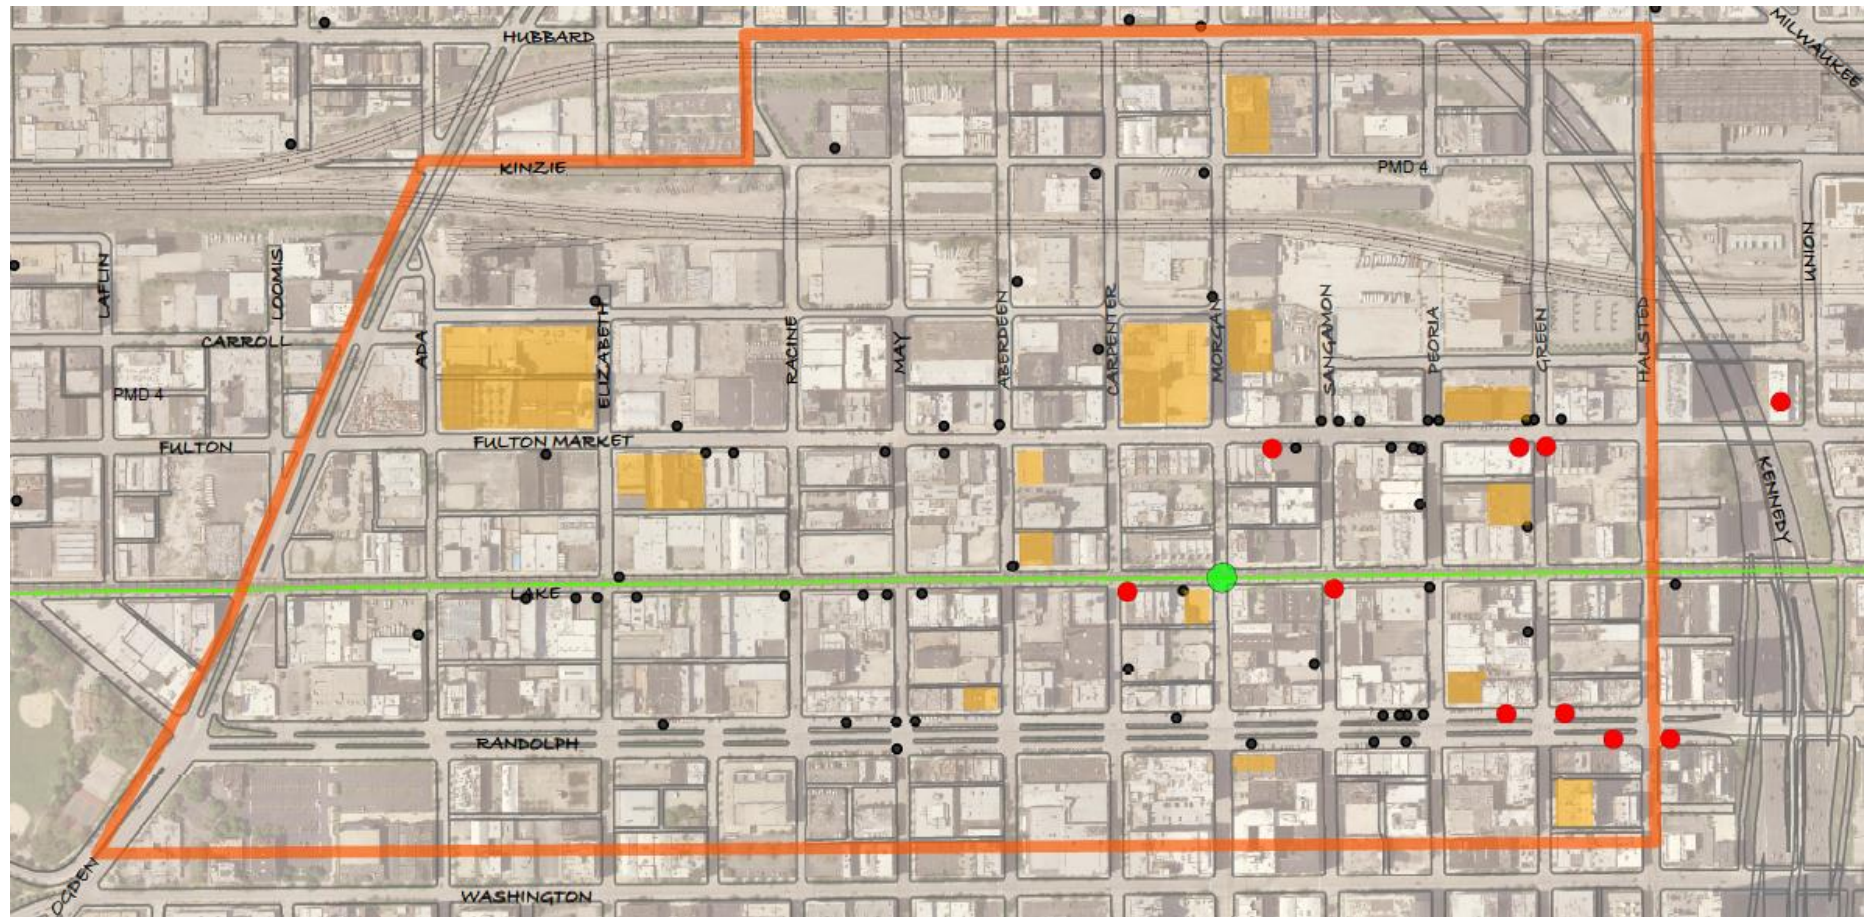 HUBBARD
MILWAUKEE
KINZIE
PMD 4
LAFLIN
LOOMIS
UNION
CARROLL
ADA
ELIZABETH
RACINE
MAY
ABERDEEN
CARPENTER
MORGAN
SANGAMON
PEORIA
GREEN
HALSTED
PMD 4
FULTON
FULTON MARKET
KENNEDY
LAKE
RANDOLPH
OGDEN
WASHINGTON